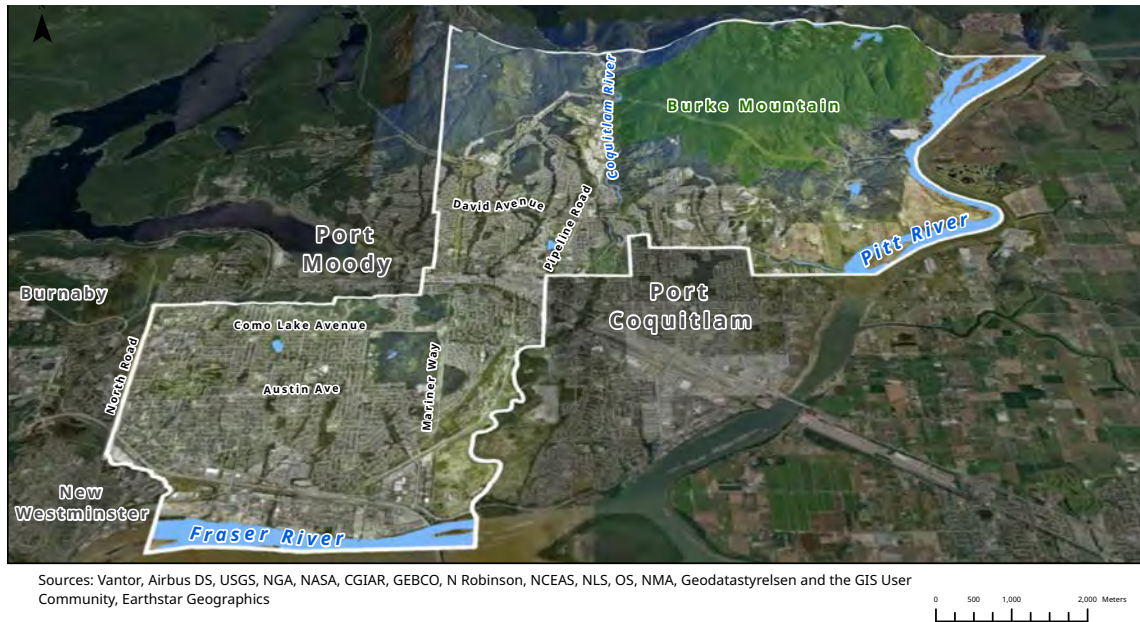 Coquitlam River
Burke Mountain
David Avenue
Pipeline Road
Port
Moody
Pitt River
Burnaby
Port
Coquitlam
Como Lake Avenue
North Road
Mariner Way
Austin Ave
New
Westminster
Fraser River
Sources: Vantor, Airbus DS, USGS, NGA, NASA, CGIAR, GEBCO, N Robinson, NCEAS, NLS, OS, NMA, Geodatastyrelsen and the GIS User
Community, Earthstar Geographics
0 500 1,000 2,000 Meters